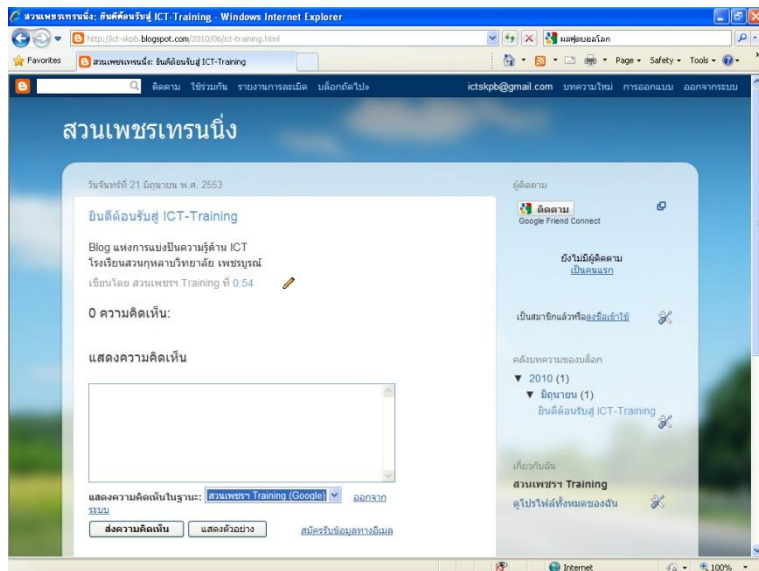 สวนเพชรเทรนนิ่ง: ยินดีต้อนรับสู่ ICT-Training - Windows Internet Explorer
http://ict-skpb.blogspot.com/2010/06/ict-training.html
Favorites
สวนเพชรเทรนนิ่ง: ยินดีต้อนรับสู่ ICT-Training
Page
Safety
Tools
ติดตาม ใช้ร่วมกัน รายงานการละเมิด บล็อกถัดไป»
ictskpb@gmail.com บทความใหม่ การออกแบบ ออกจากระบบ
สวนเพชรเทรนนิ่ง
วันจันทร์ที่ 21 มิถุนายน พ.ศ. 2553
ยินดีต้อนรับสู่ ICT-Training
Blog แห่งการแบ่งปันความรู้ด้าน ICT
โรงเรียนสวนกุหลาบวิทยาลัย เพชรบูรณ์
เขียนโดย สวนเพชรฯ Training ที่ 0:54
0 ความคิดเห็น:
แสดงความคิดเห็น
แสดงความคิดเห็นในฐานะ: สวนเพชรฯ Training (Google) ออกจาก
ระบบ
ส่งความคิดเห็น แสดงตัวอย่าง สมัครรับข้อมูลทางอีเมล
ผู้ติดตาม
ติดตาม
Google Friend Connect
ยังไม่มีผู้ติดตาม
เป็นคนแรก
เป็นสมาชิกแล้วหรือลงชื่อเข้าใช้
คลังบทความของบล็อก
▼ 2010 (1)
▼ มิถุนายน (1)
ยินดีต้อนรับสู่ ICT-Training
เกี่ยวกับฉัน
สวนเพชรฯ Training
ดูโปรไฟล์ทั้งหมดของฉัน
Internet
100%